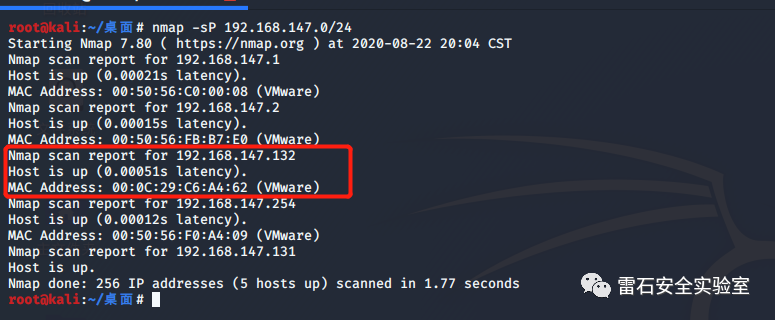 root@kali:~/桌面# nmap -sP 192.168.147.0/24
Starting Nmap 7.80 ( https://nmap.org ) at 2020-08-22 20:04 CST
Nmap scan report for 192.168.147.1
Host is up (0.00021s latency).
MAC Address: 00:50:56:C0:00:08 (VMware)
Nmap scan report for 192.168.147.2
Host is up (0.00015s latency).
MAC Address: 00:50:56:FB:B7:E0 (VMware)
Nmap scan report for 192.168.147.132
Host is up (0.00051s latency).
MAC Address: 00:0C:29:C6:A4:62 (VMware)
Nmap scan report for 192.168.147.254
Host is up (0.00012s latency).
MAC Address: 00:50:56:F0:A4:09 (VMware)
Nmap scan report for 192.168.147.131
Host is up.
Nmap done: 256 IP addresses (5 hosts up) scanned in 1.77 seconds
root@kali:~/桌面#
雷石安全实验室